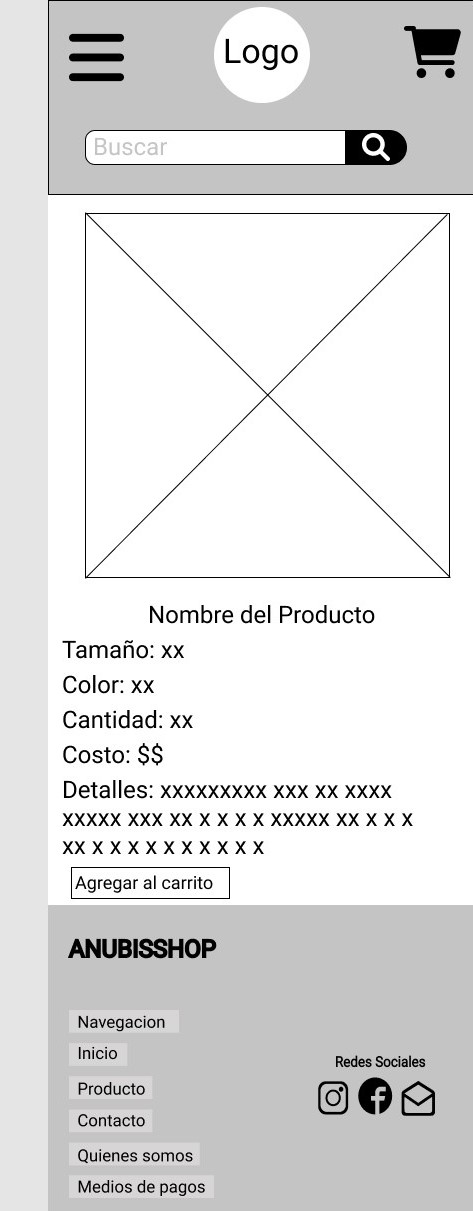 Logo
Buscar
Nombre del Producto
Tamaño: xx
Color: xx
Cantidad: xx
Costo: $$
Detalles: xxxxxxxxx xxx xx xxxx
xxxxx xxx xx x x x x xxxxx xx x x x
xx x x x x x x x x x x
Agregar al carrito
ANUBISSHOP
Navegacion
Inicio
Producto
Contacto
Quienes somos
Medios de pagos
Redes Sociales